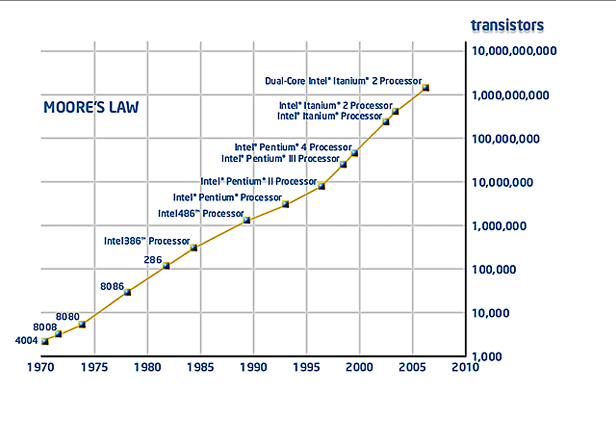 transistors
10,000,000,000
Dual-Core Intel® Itanium® 2 Processor
1,000,000,000
MOORE'S LAW
Intel® Itanium® 2 Processor
Intel® Itanium® Processor
100,000,000
Intel® Pentium® 4 Processor
Intel® Pentium® III Processor
Intel® Pentium® II Processor
10,000,000
Intel® Pentium® Processor
Intel486™ Processor
1,000,000
Intel386™ Processor
286
100,000
8086
8080
10,000
8008
4004
1,000
1970 1975 1980 1985 1990 1995 2000 2005 2010